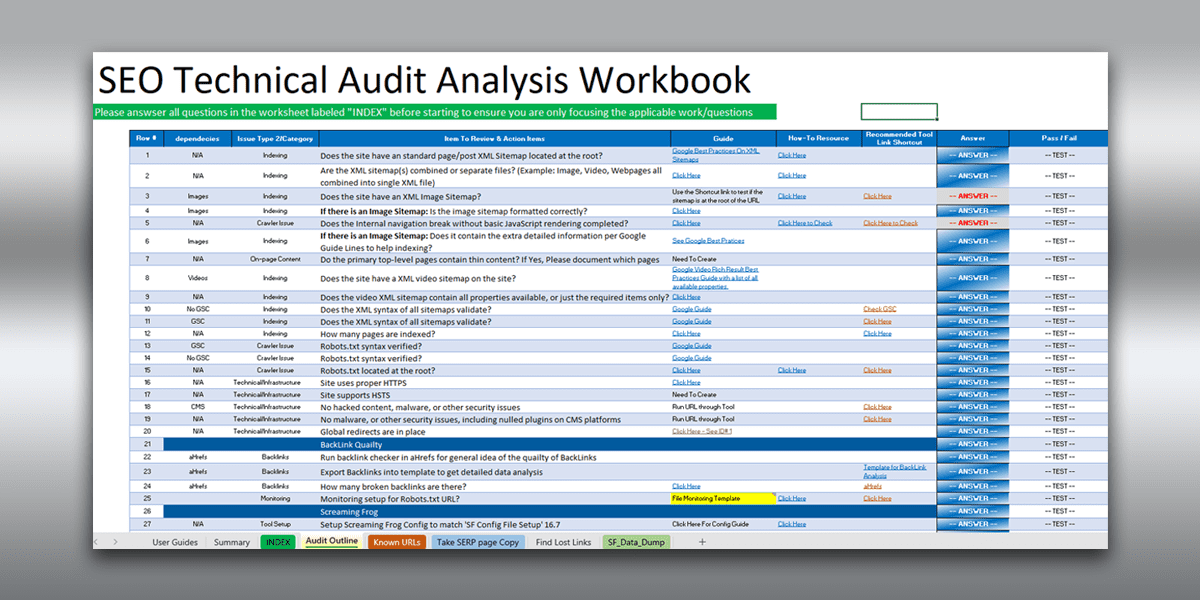 SEO Technical Audit Analysis Workbook
Please answser all questions in the worksheet labeled "INDEX" before starting to ensure you are only focusing the applicable work/questions
Row # dependecies Issue Type 2/Category Item To Review & Action Items Guide How-To Resource Recommended Tool Link Shortcut Answer Pass / Fail
1 N/A Indexing Does the site have an standard page/post XML Sitemap located at the root? Google Best Practices On XML Sitemaps Click Here -- ANSWER -- -- TEST --
2 N/A Indexing Are the XML sitemap(s) combined or separate files? (Example: Image, Video, Webpages all combined into single XML file) Click Here Click Here -- ANSWER -- -- TEST --
3 Images Indexing Does the site have an XML Image Sitemap? Use the Shortcut link to test if the sitemap is at the root of the URL Click Here Click Here -- ANSWER -- -- TEST --
4 Images Indexing If there is an Image Sitemap: Is the image sitemap formatted correctly? Click Here -- ANSWER -- -- TEST --
5 N/A Crawler Issue Does the Internal navigation break without basic JavaScript rendering completed? Click Here Click Here to Check Click Here to Check -- ANSWER -- -- TEST --
6 Images Indexing If there is an Image Sitemap: Does it contain the extra detailed information per Google Guide Lines to help indexing? See Google Best Pratices -- ANSWER -- -- TEST --
7 N/A On-page Content Do the primary top-level pages contain thin content? If Yes, Please document which pages Need To Create -- ANSWER -- -- TEST --
8 Videos Indexing Does the site have a XML video sitemap on the site? Google Video Rich Result Best Practices Guide with a list of all available properties. -- ANSWER -- -- TEST --
9 N/A Indexing Does the video XML sitemap contain all properties available, or just the required items only? Click Here -- ANSWER -- -- TEST --
10 No GSC Indexing Does the XML syntax of all sitemaps validate? Google Guide Check GSC -- ANSWER -- -- TEST --
11 GSC Indexing Does the XML syntax of all sitemaps validate? Google Guide Click Here -- ANSWER -- -- TEST --
12 N/A Indexing How many pages are indexed? Click Here Click Here -- ANSWER -- -- TEST --
13 GSC Crawler Issue Robots.txt syntax verified? Google Guide -- ANSWER -- -- TEST --
14 No GSC Crawler Issue Robots.txt syntax verified? Google Guide -- ANSWER -- -- TEST --
15 N/A Crawler Issue Robots.txt located at the root? Click Here Click Here Click Here -- ANSWER -- -- TEST --
16 N/A Technical/Infrastructure Site uses proper HTTPS Click Here -- ANSWER -- -- TEST --
17 N/A Technical/Infrastructure Site supports HSTS Need To Create -- ANSWER -- -- TEST --
18 CMS Technical/Infrastructure No hacked content, malware, or other security issues Run URL through Tool Click Here -- ANSWER -- -- TEST --
19 N/A Technical/Infrastructure No malware, or other security issues, including nulled plugins on CMS platforms Run URL through Tool Click Here -- ANSWER -- -- TEST --
20 N/A Technical/Infrastructure Global redirects are in place Click Here - See ID# 1 -- ANSWER -- -- TEST --
21 BackLink Quailty -- ANSWER -- -- TEST --
22 aHrefs Backlinks Run backlink checker in aHrefs for general idea of the quailty of BackLinks -- ANSWER -- -- TEST --
23 aHrefs Backlinks Export Backlinks into template to get detailed data analysis Template for BackLink Analysis -- ANSWER -- -- TEST --
24 aHrefs Backlinks How many broken backlinks are there? Click Here aHrefs -- ANSWER -- -- TEST --
25 Monitoring Monitoring setup for Robots.txt URL? File Monitoring Template Click Here Click Here -- ANSWER -- -- TEST --
26 Screaming Frog -- ANSWER -- -- TEST --
27 N/A Tool Setup Setup Screaming Frog Config to match 'SF Config File Setup' 16.7 Click Here For Config Guide Click Here -- ANSWER -- -- TEST --
User Guides Summary INDEX Audit Outline Known URLs Take SERP page Copy Find Lost Links SF_Data_Dump +